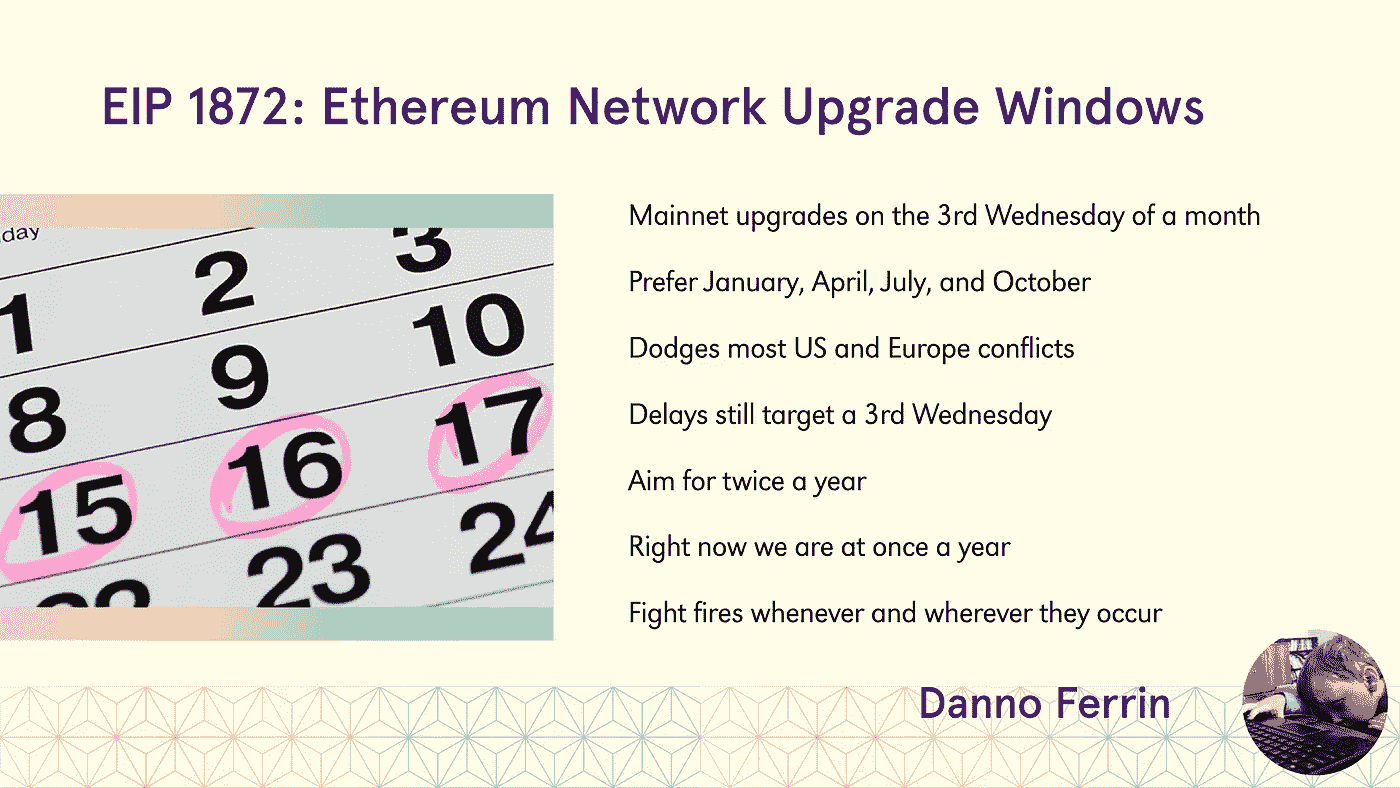 EIP 1872: Ethereum Network Upgrade Windows
day
2 3
1
9 10
8
16 17
15
23 24
22
Mainnet upgrades on the 3rd Wednesday of a month
Prefer January, April, July, and October
Dodges most US and Europe conflicts
Delays still target a 3rd Wednesday
Aim for twice a year
Right now we are at once a year
Fight fires whenever and wherever they occur
Danno Ferrin